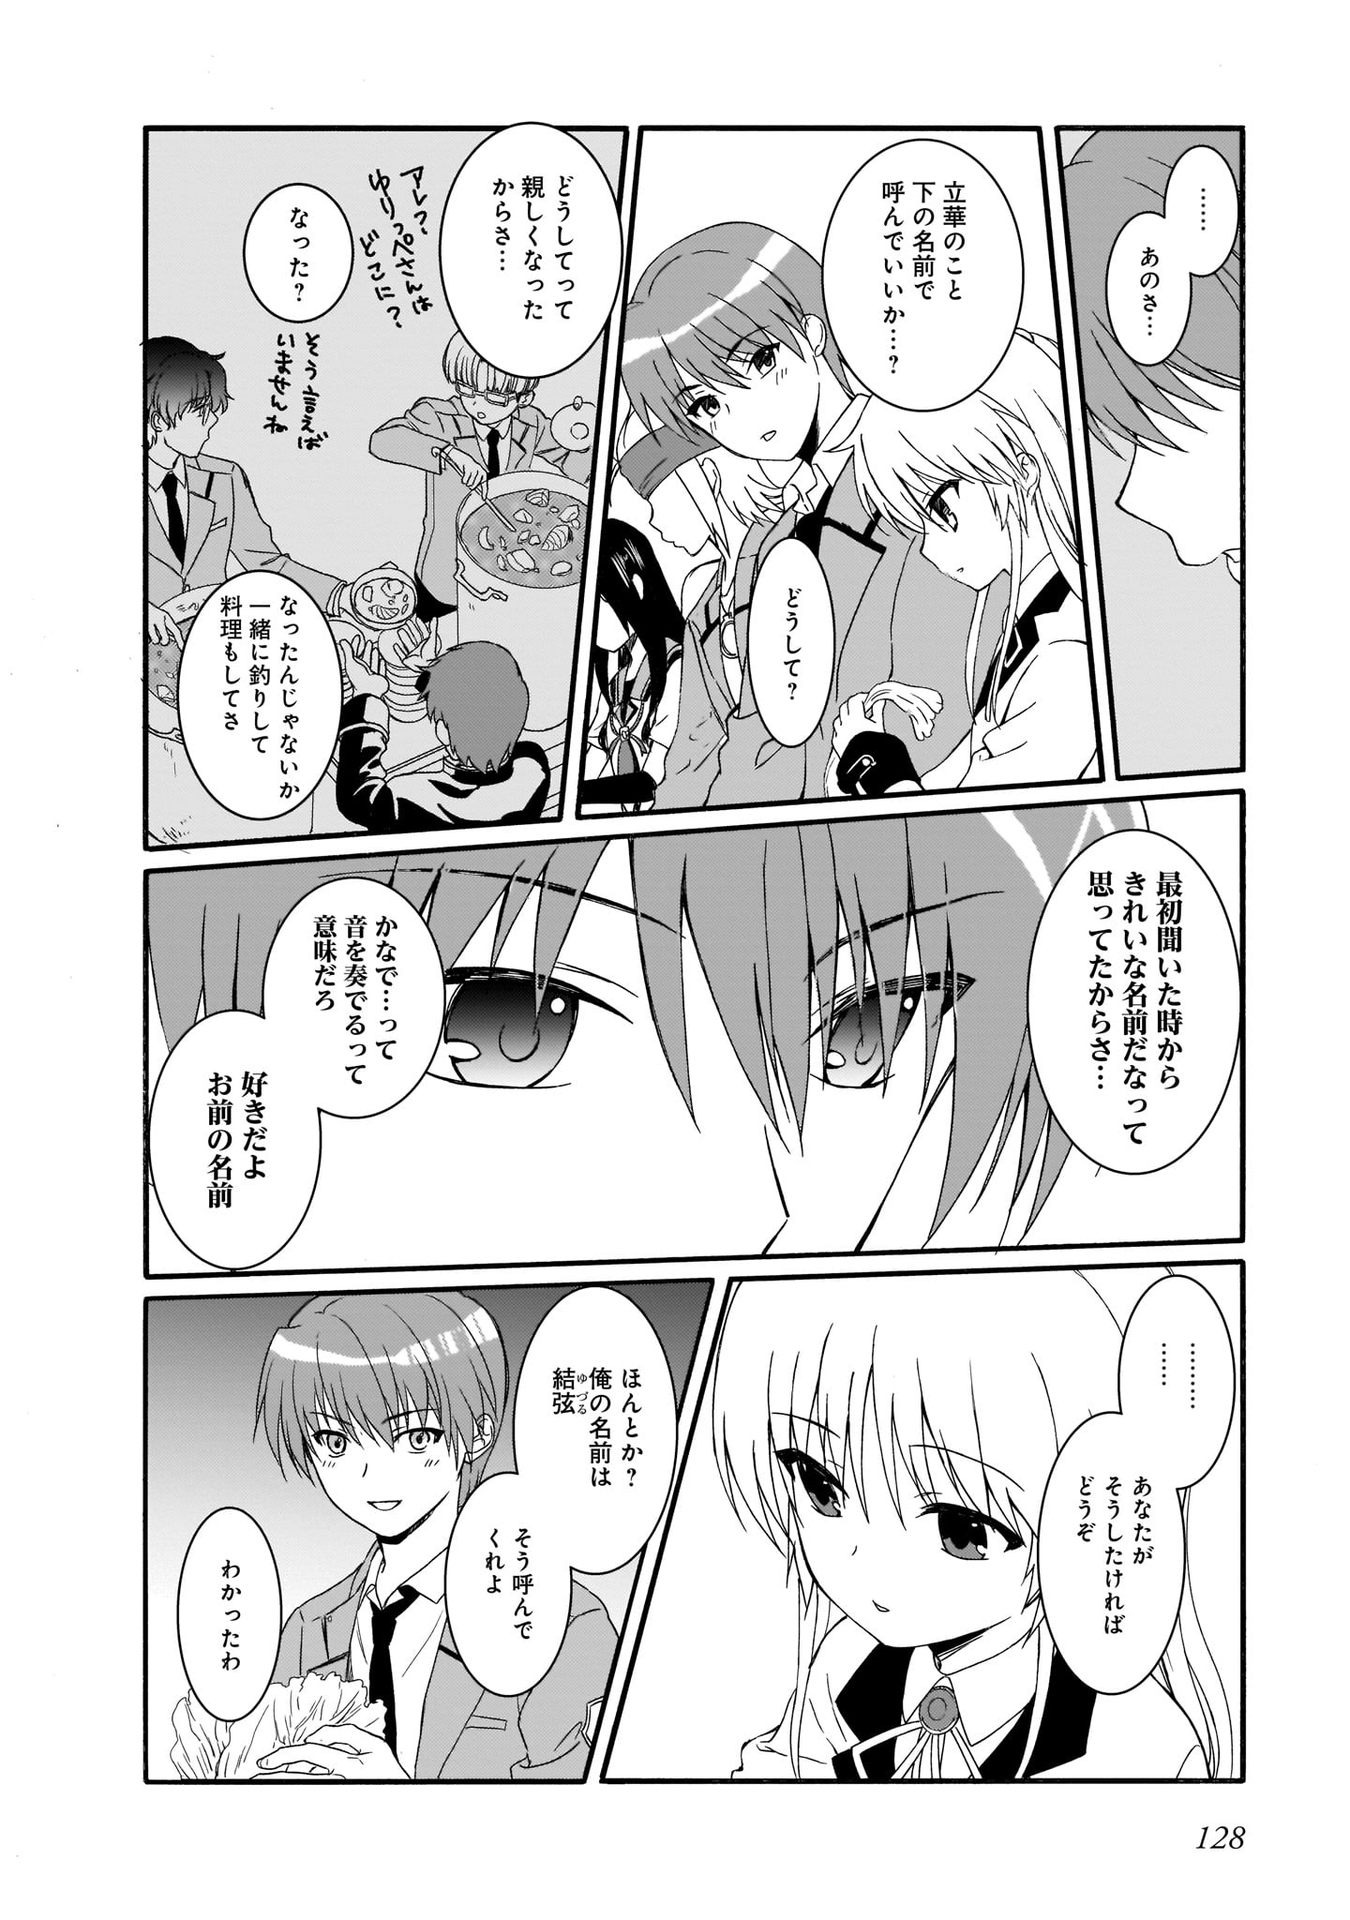 ……
あのさ…
立華のこと
下の名前で
呼んでいいか…?
どうして?
どうしてって
親しくなった
からさ…
アレ?
ゆりっぺさんは
どこに?
なった?
そう言えば
いませんね
なったんじゃないか
一緒に釣りして
料理もしてさ
最初聞いた時から
きれいな名前だなって
思ってたからさ…
かなで…って
音を奏でるって
意味だろ
好きだよ
お前の名前
………
あなたが
そうしたければ
どうぞ
ほんとか?
俺の名前は
結弦
ゆづる
そう呼んで
くれよ
わかったわ
128